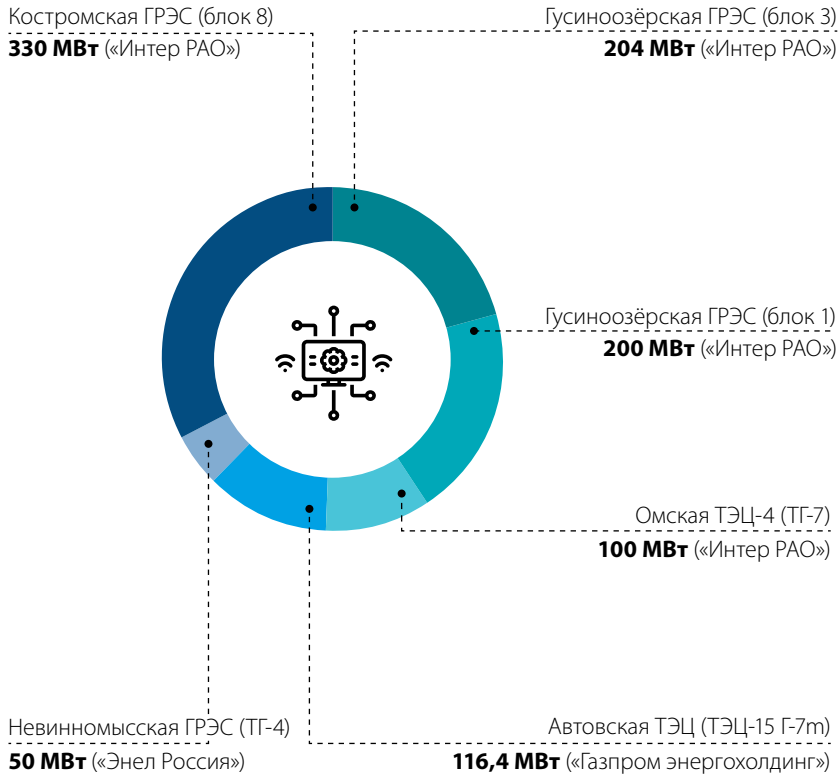 Костромская ГРЭС (блок 8)
330 МВт («Интер РАО»)
Гусиноозёрская ГРЭС (блок 3)
204 МВт («Интер РАО»)
Гусиноозёрская ГРЭС (блок 1)
200 МВт («Интер РАО»)
Омская ТЭЦ-4 (ТГ-7)
100 МВт («Интер РАО»)
Невинномысская ГРЭС (ТГ-4)
50 МВт («Энел Россия»)
Автовская ТЭЦ (ТЭЦ-15 Г-7m)
116,4 МВт («Газпром энергохолдинг»)